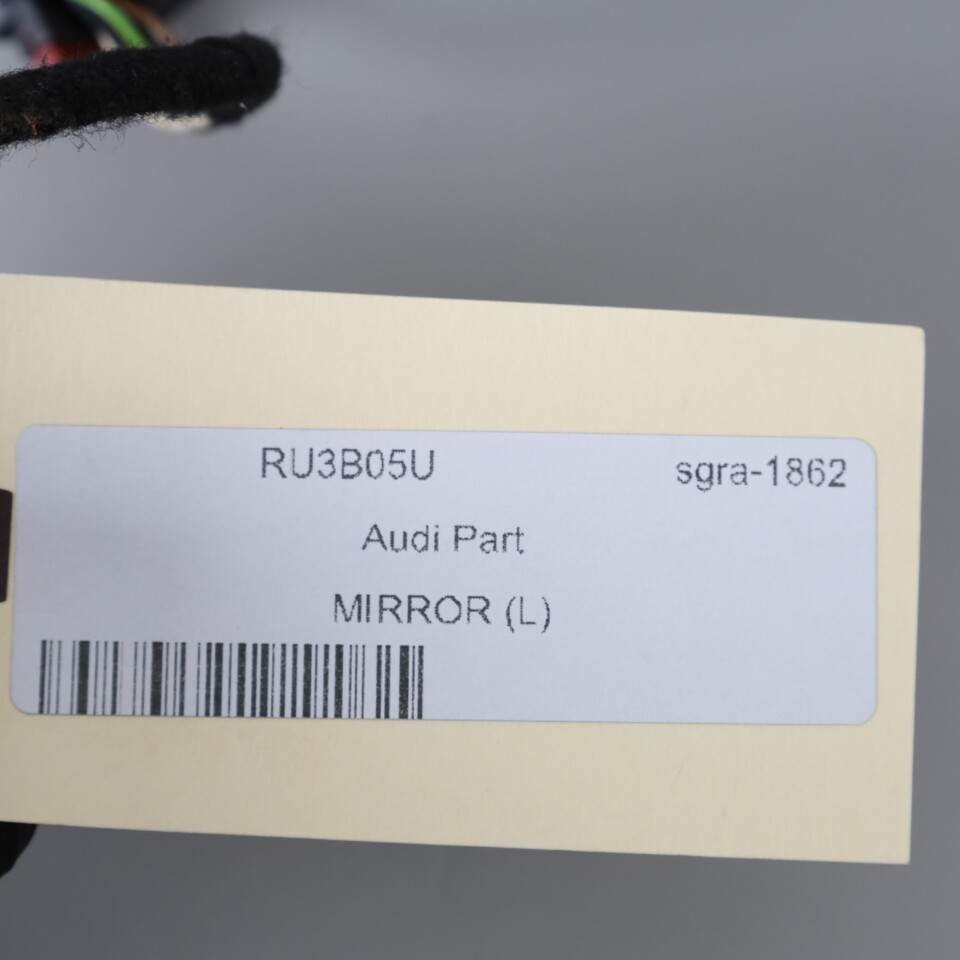 RU3B05U sgra-1862
Audi Part
MIRROR (L)